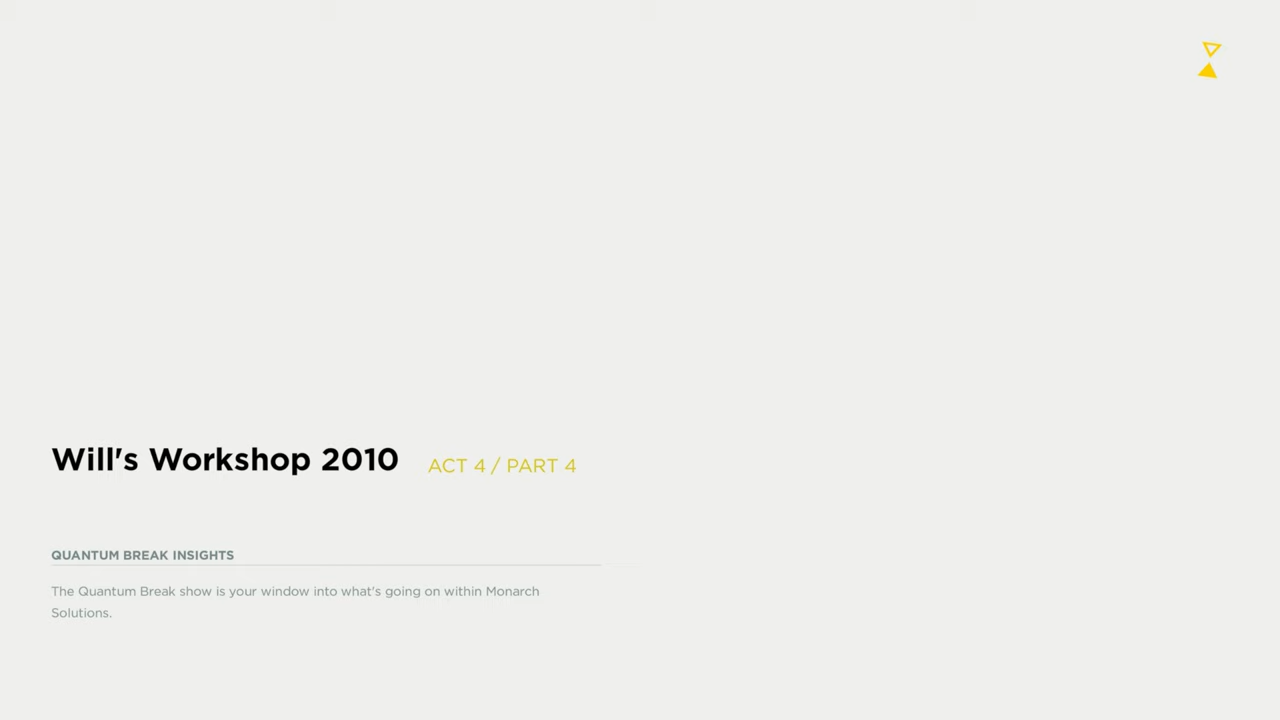 Will's Workshop 2010 ACT 4 / PART 4
QUANTUM BREAK INSIGHTS
The Quantum Break show is your window into what's going on within Monarch
Solutions.